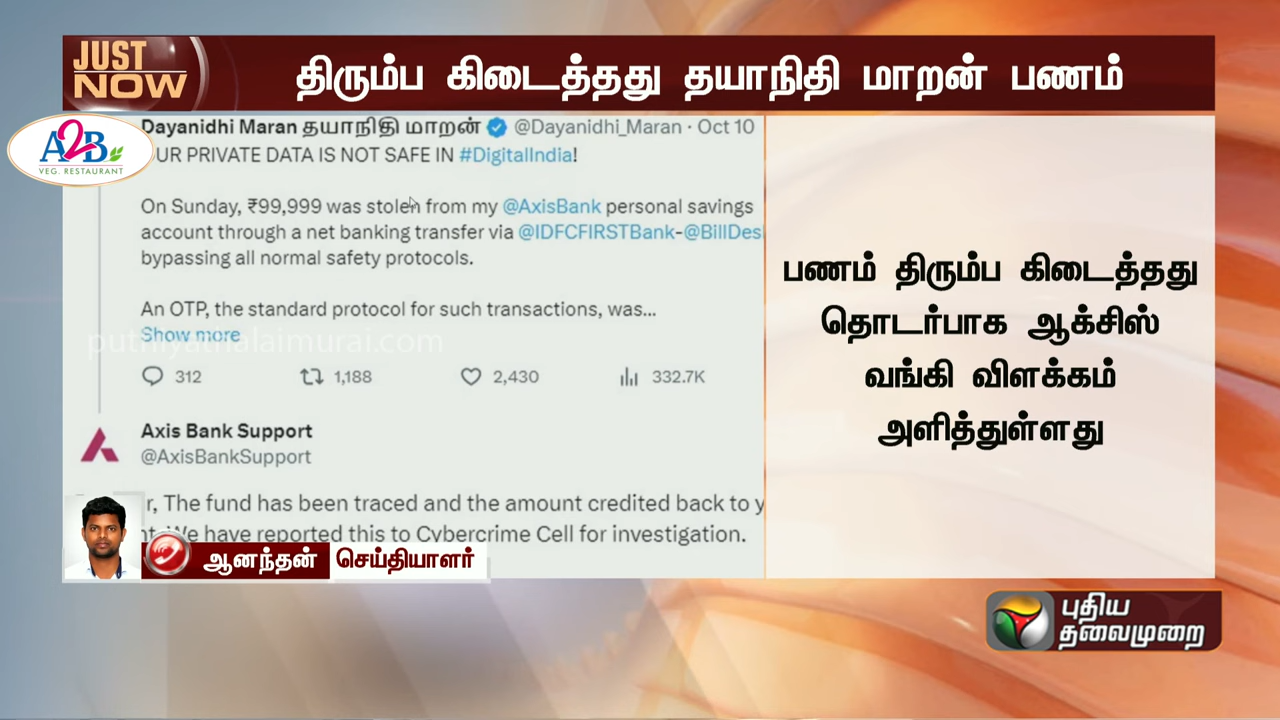 JUST NOW
திரும்ப கிடைத்தது தயாநிதி மாறன் பணம்
A2B
VEG. RESTAURANT
Dayanidhi Maran தயாநிதி மாறன் @Dayanidhi_Maran · Oct 10
UR PRIVATE DATA IS NOT SAFE IN #DigitalIndia!
On Sunday, ₹99,999 was stolen from my @AxisBank personal savings
account through a net banking transfer via @IDFCFIRSTBank-@BillDes
bypassing all normal safety protocols.
An OTP, the standard protocol for such transactions, was...
Show more
puthiyathalaimurai.com
312 1,188 2,430 332.7K
Axis Bank Support
@AxisBankSupport
r, The fund has been traced and the amount credited back to y
nt. We have reported this to Cybercrime Cell for investigation.
பணம் திரும்ப கிடைத்தது
தொடர்பாக ஆக்சிஸ்
வங்கி விளக்கம்
அளித்துள்ளது
ஆனந்தன் செய்தியாளர்
புதிய
தலைமுறை